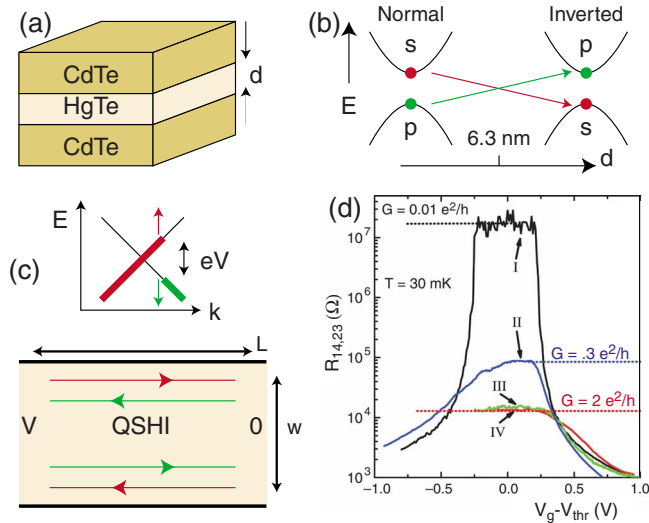 (a)
CdTe
HgTe
CdTe
d
(b)
Normal
Inverted
s
p
E
p
s
6.3 nm
d
(c)
E
eV
k
L
V
QSHI
0
w
(d)
G = 0.01 e²/h
I
T = 30 mK
II
G = .3 e²/h
III
G = 2 e²/h
IV
R₁₄,₂₃ (Ω)
10⁷
10⁶
10⁵
10⁴
10³
−1.0 −0.5 0.0 0.5 1.0
V_g-V_thr (V)